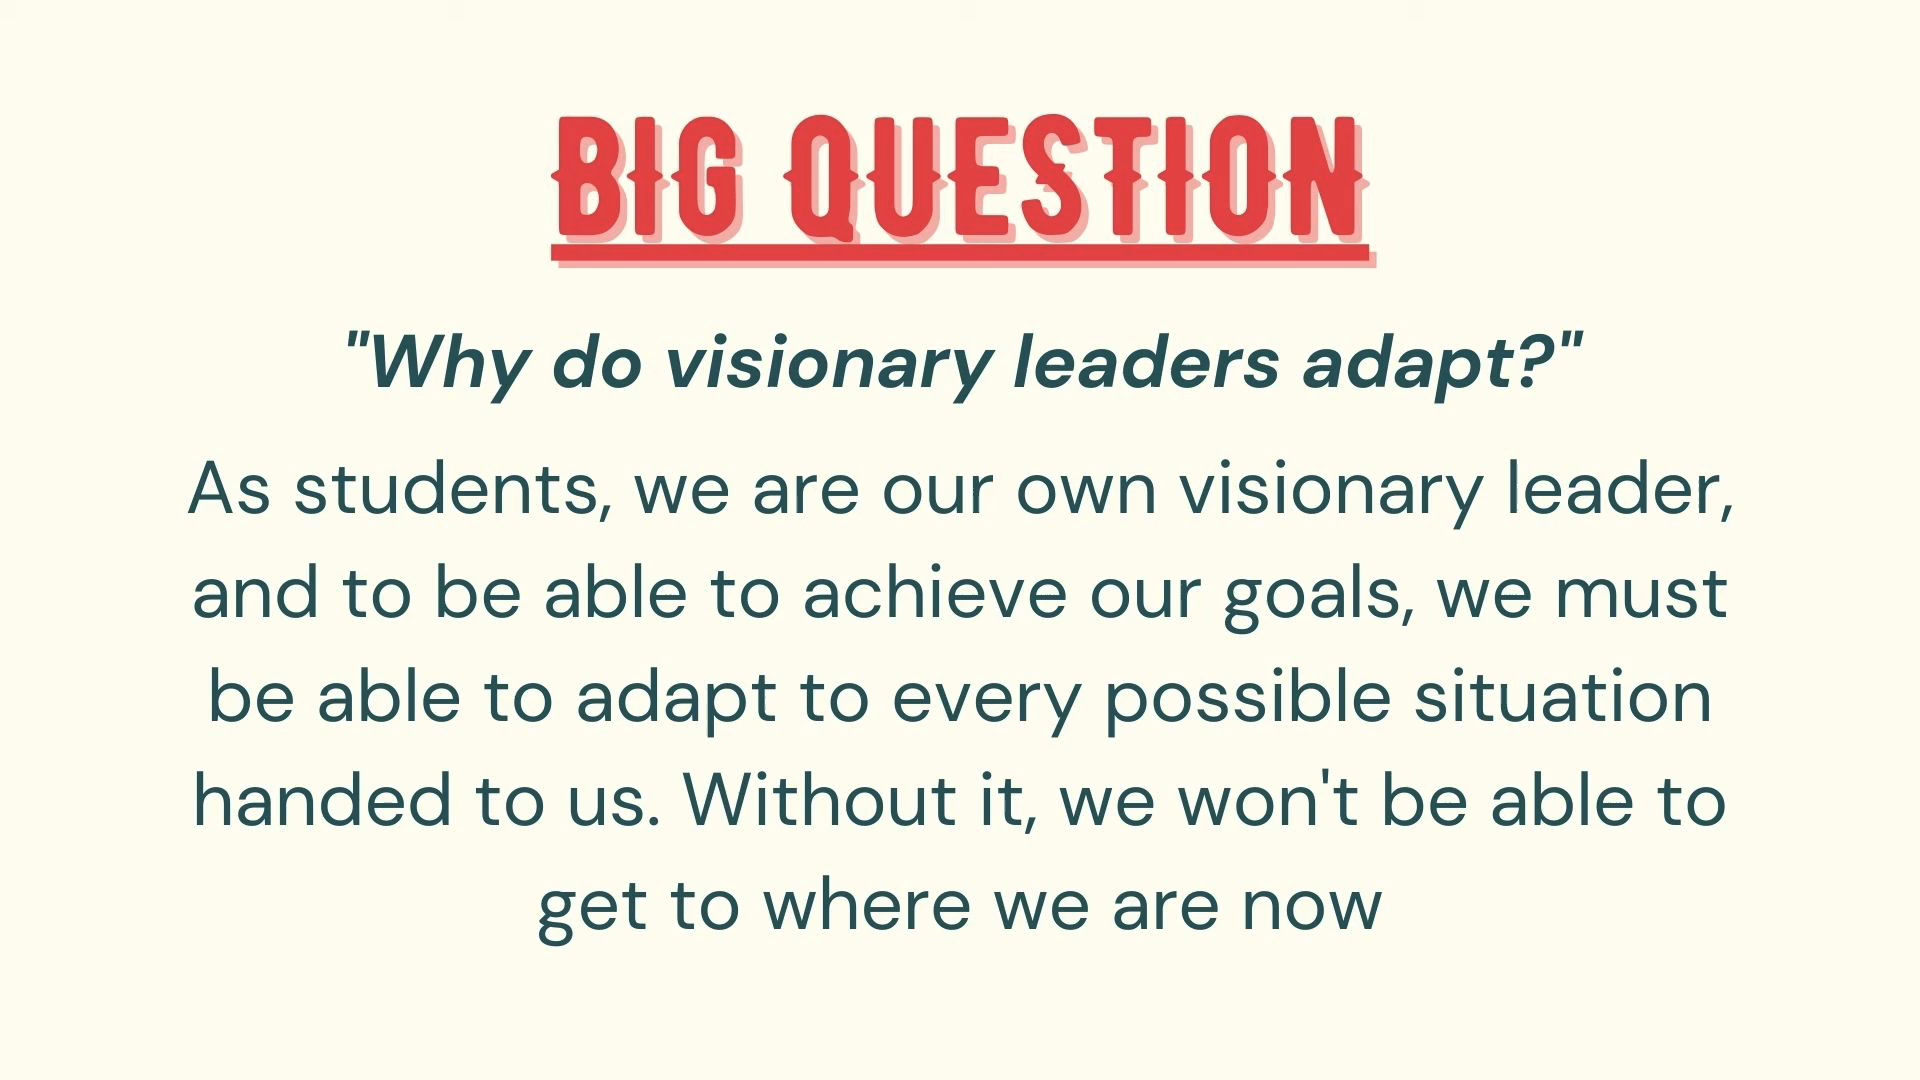 BIG QUESTION
"Why do visionary leaders adapt?"
As students, we are our own visionary leader,
and to be able to achieve our goals, we must
be able to adapt to every possible situation
handed to us. Without it, we won't be able to
get to where we are now